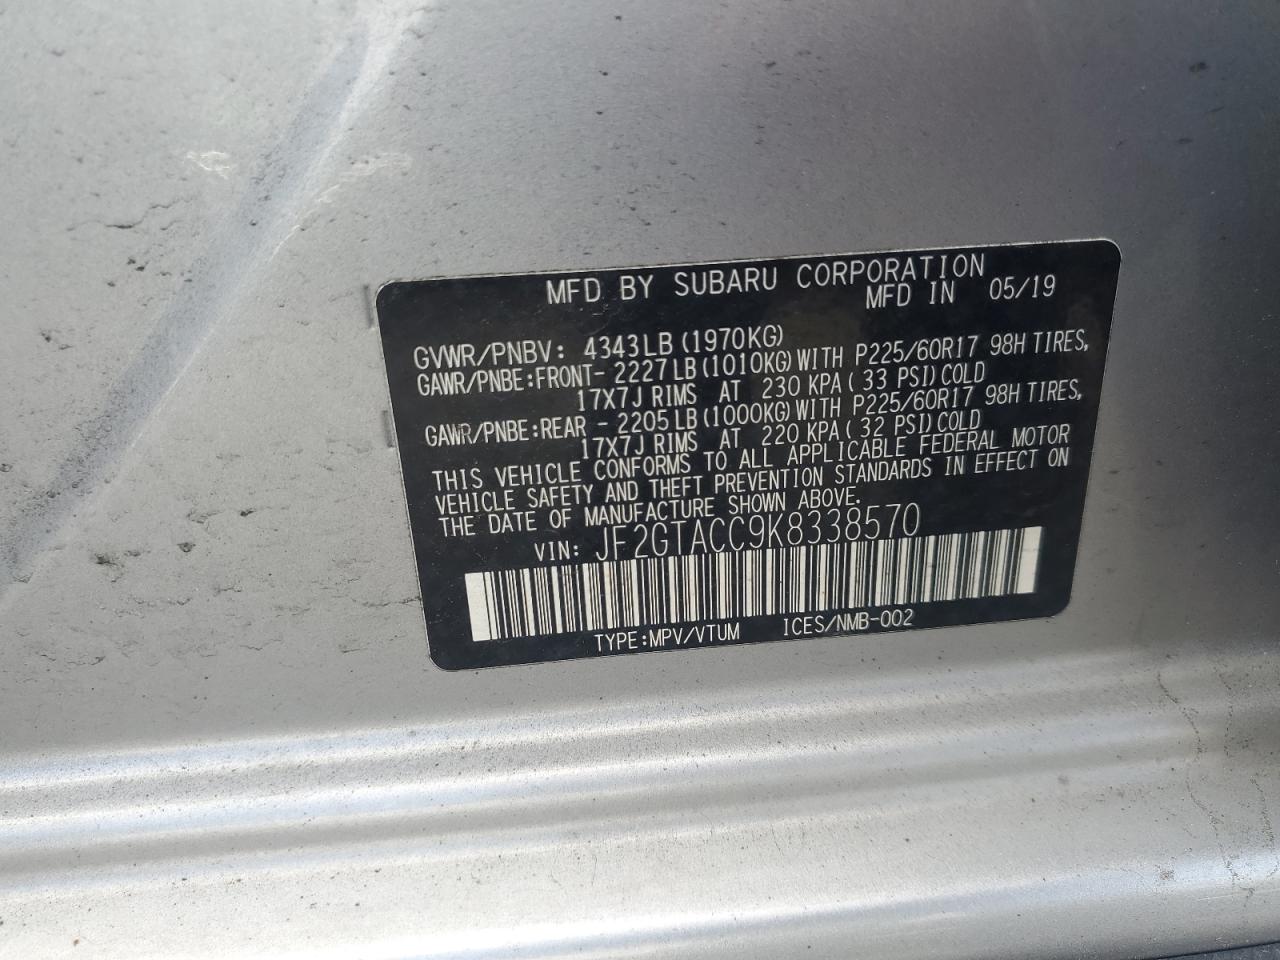 MFD BY SUBARU CORPORATION
MFD IN 05/19
GVWR/PNBV: 4343LB(1970KG)
GAWR/PNBE:FRONT- 2227LB(1010KG)WITH P225/60R17 98H TIRES,
17X7J RIMS AT 230 KPA( 33 PSI)COLD
GAWR/PNBE:REAR - 2205LB(1000KG)WITH P225/60R17 98H TIRES,
17X7J RIMS AT 220 KPA( 32 PSI)COLD
THIS VEHICLE CONFORMS TO ALL APPLICABLE FEDERAL MOTOR
VEHICLE SAFETY AND THEFT PREVENTION STANDARDS IN EFFECT ON
THE DATE OF MANUFACTURE SHOWN ABOVE.
VIN: JF2GTACC9K8338570
TYPE:MPV/VTUM ICES/NMB-002